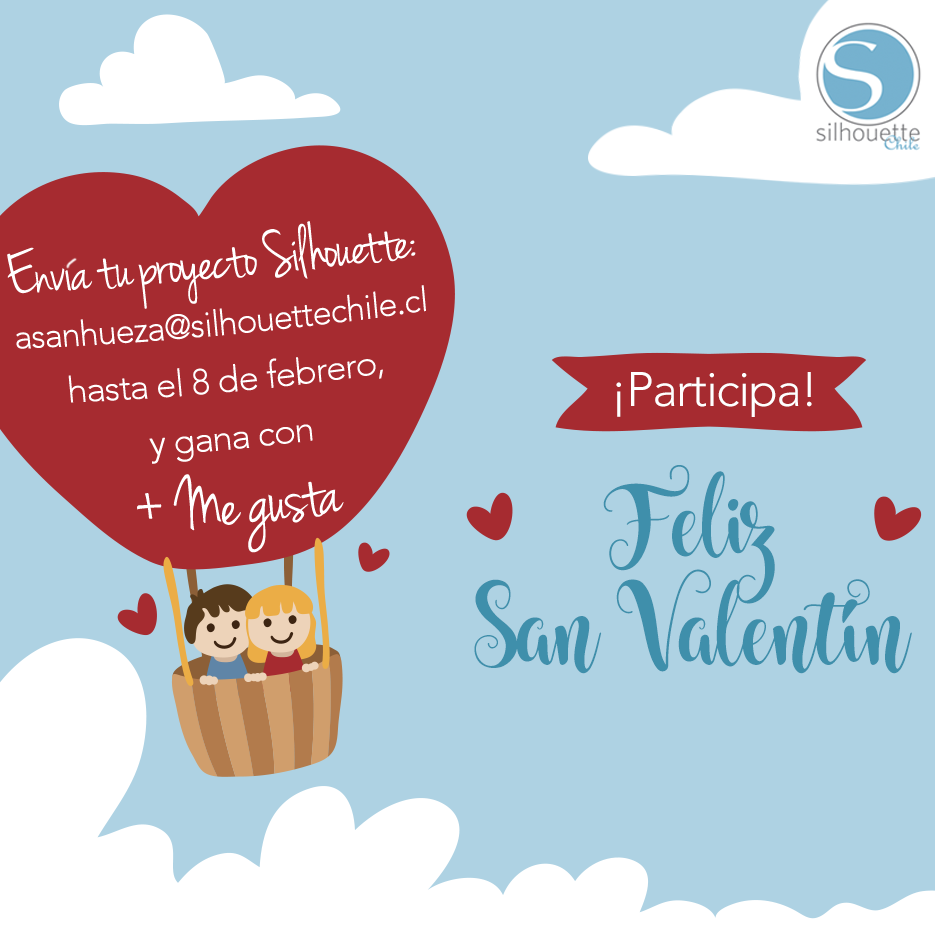 S
silhouette
Chile
Envía tu proyecto Silhouette:
asanhueza@silhouettechile.cl
hasta el 8 de febrero,
y gana con
+ Me gusta
¡Participa!
Feliz
San Valentín